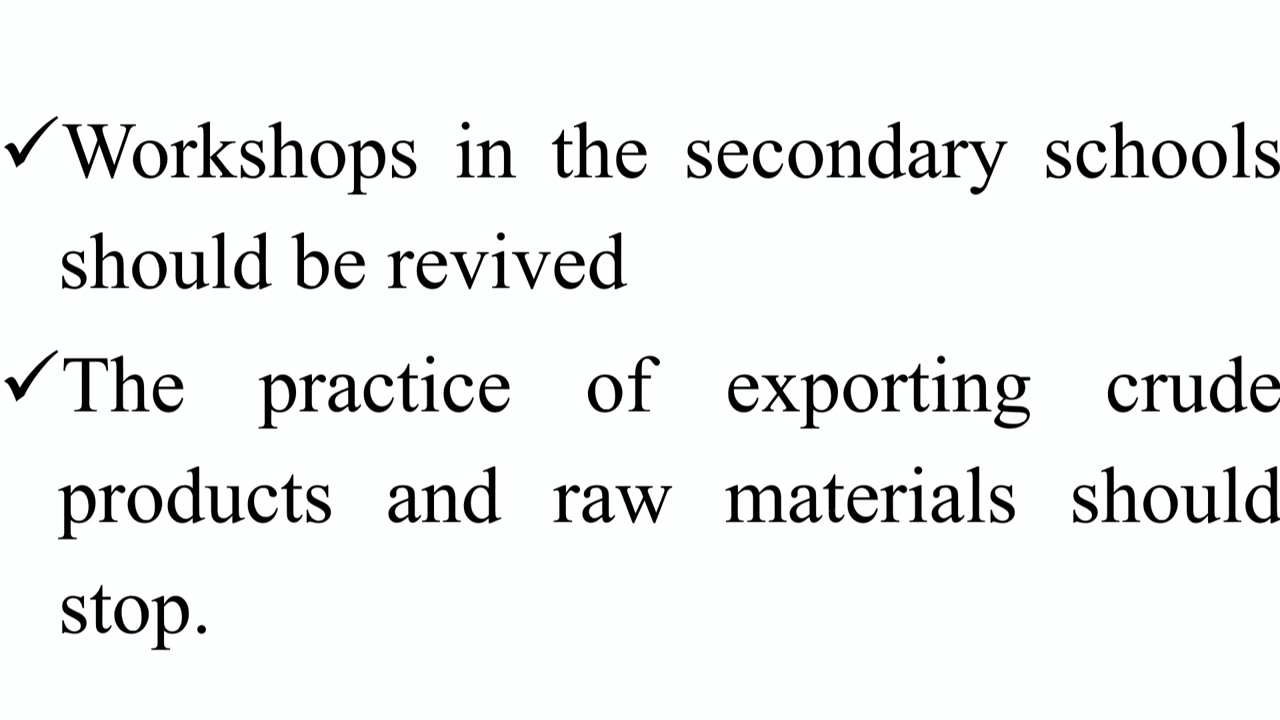 ✓Workshops in the secondary schools
should be revived
✓The practice of exporting crude
products and raw materials should
stop.